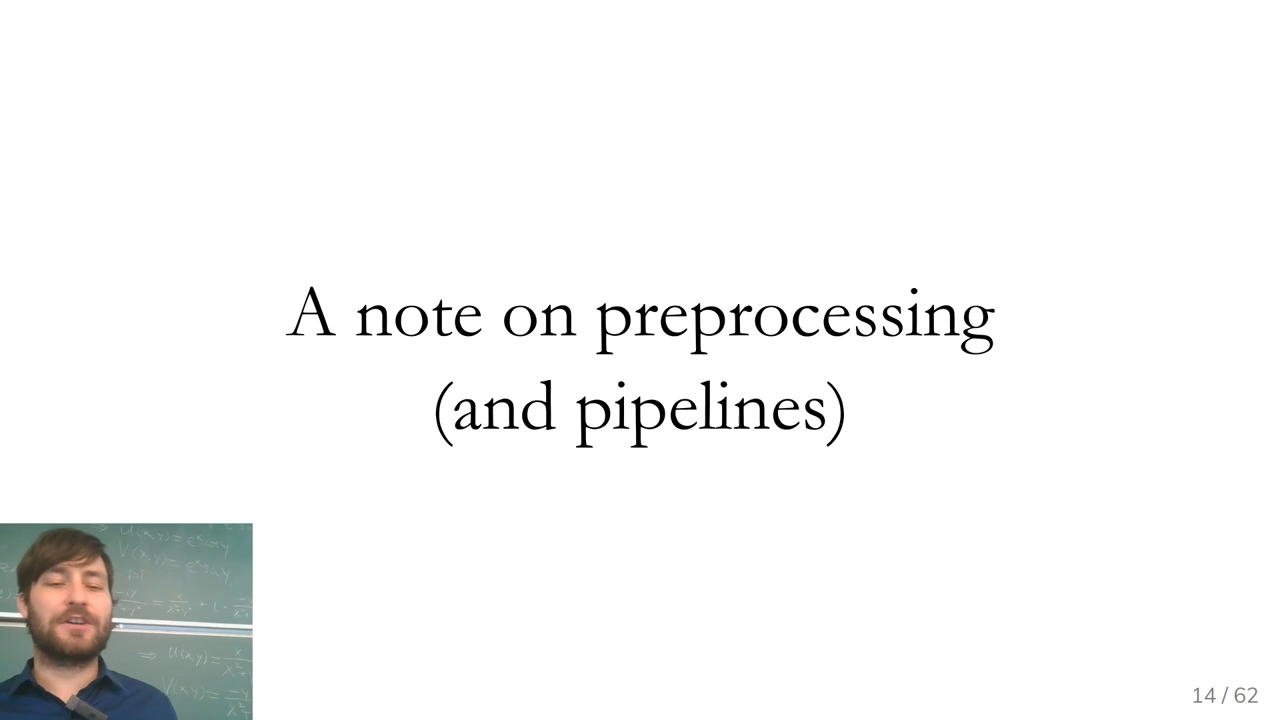 A note on preprocessing
(and pipelines)
U(x,y)=
V(x,y)=
⇒ U(x,y)=
V(x,y)=
14 / 62